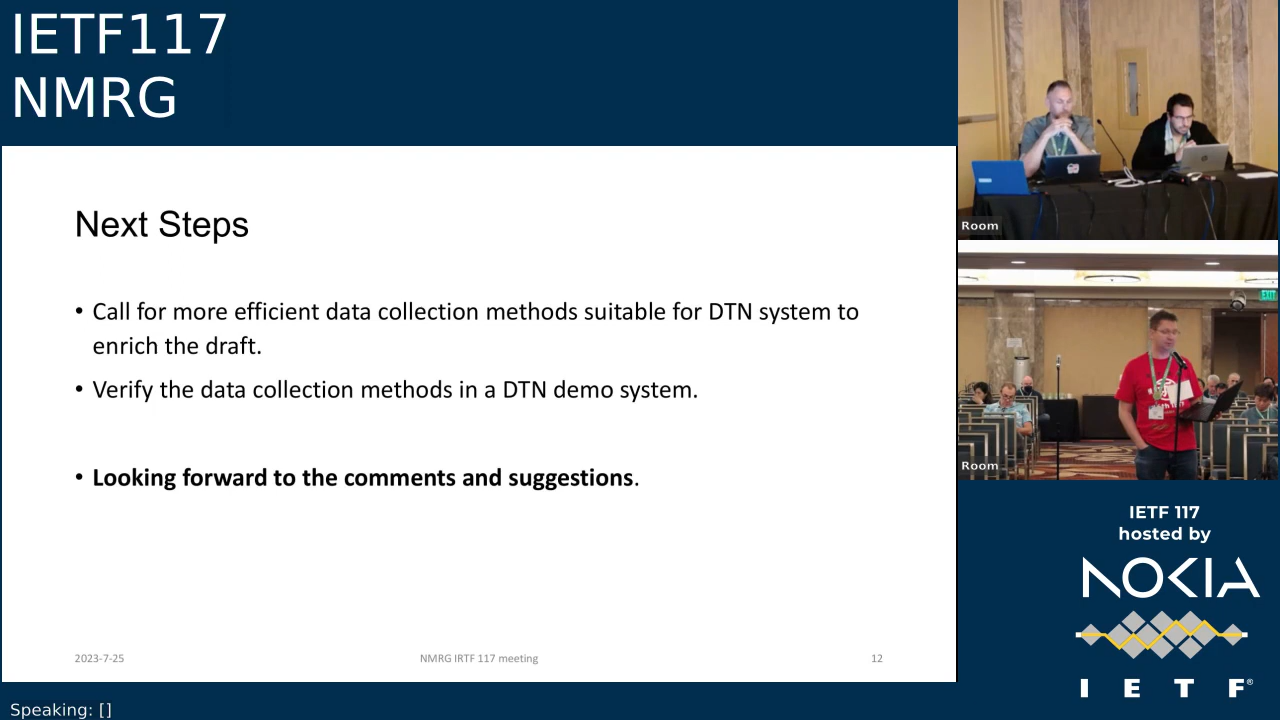 IETF117
NMRG
Next Steps
• Call for more efficient data collection methods suitable for DTN system to
enrich the draft.
• Verify the data collection methods in a DTN demo system.
• Looking forward to the comments and suggestions.
2023-7-25
NMRG IRTF 117 meeting
12
Room
EXIT
Room
IETF 117
hosted by
NOKIA
I E T F®
Speaking: []